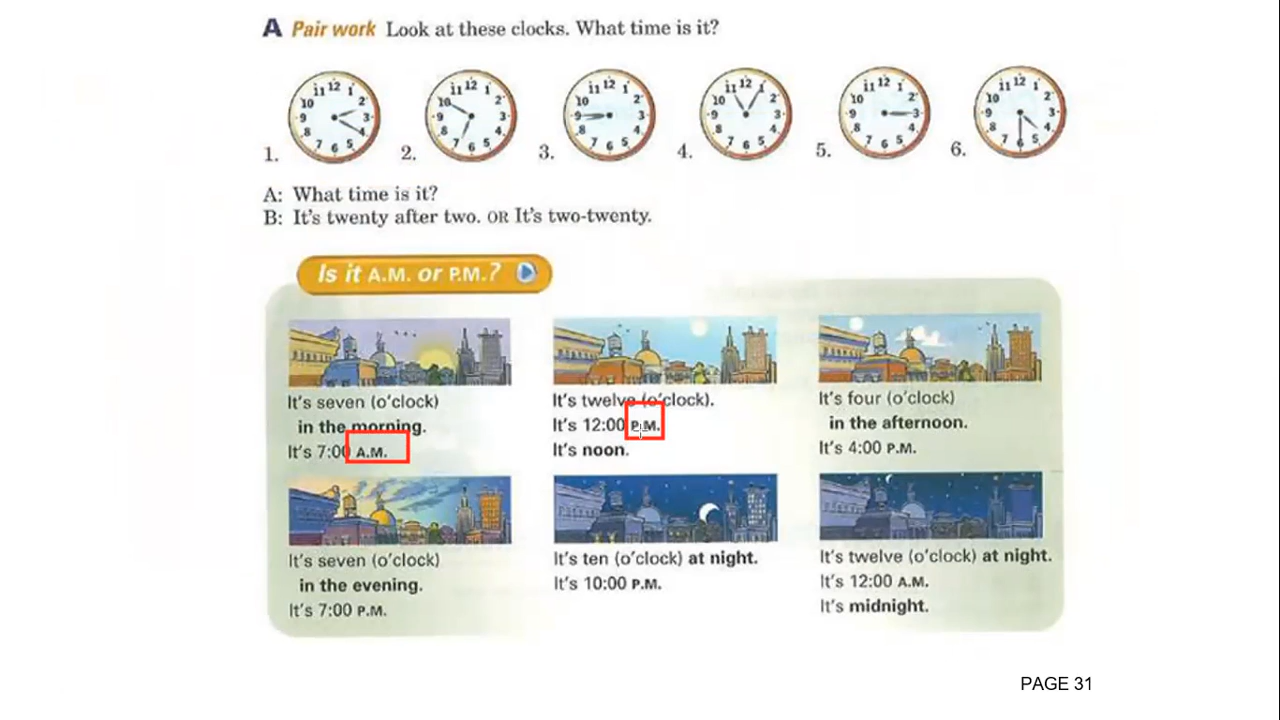 A Pair work Look at these clocks. What time is it?
1. 2. 3. 4. 5. 6.
A: What time is it?
B: It's twenty after two. OR It's two-twenty.
Is it A.M. or P.M.?
It's seven (o'clock)
in the morning.
It's 7:00 A.M.
It's twelve (o'clock).
It's 12:00 P.M.
It's noon.
It's four (o'clock)
in the afternoon.
It's 4:00 P.M.
It's seven (o'clock)
in the evening.
It's 7:00 P.M.
It's ten (o'clock) at night.
It's 10:00 P.M.
It's twelve (o'clock) at night.
It's 12:00 A.M.
It's midnight.
PAGE 31